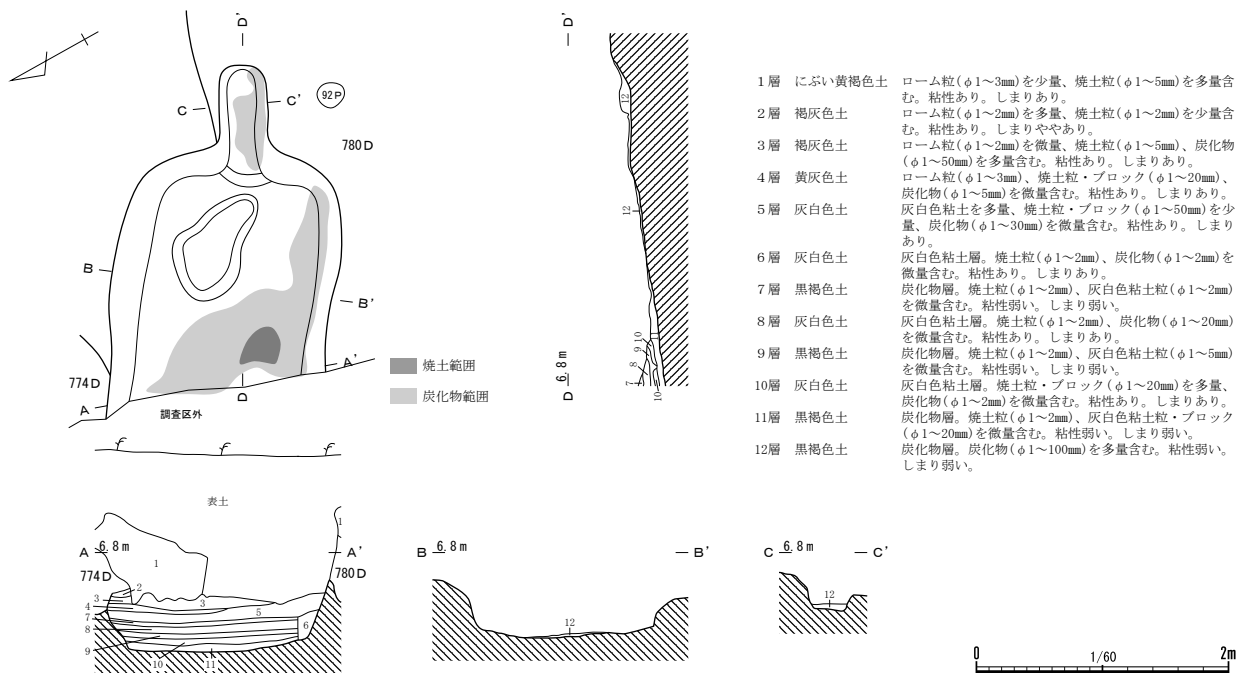 D'
D'
C
C'
92P
780D
B
B'
A'
774D
A
D
調査区外
焼土範囲
炭化物範囲
12
12
11
10
9
8
7
10
D 6.8m
1層 にぶい黄褐色土 ローム粒(φ1～3㎜)を少量、焼土粒(φ1～5㎜)を多量含
む。粘性あり。しまりあり。
2層 褐灰色土 ローム粒(φ1～2㎜)を多量、焼土粒(φ1～2㎜)を少量含
む。粘性あり。しまりややあり。
3層 褐灰色土 ローム粒(φ1～2㎜)を微量、焼土粒(φ1～5㎜)、炭化物
(φ1～50㎜)を多量含む。粘性あり。しまりあり。
4層 黄灰色土 ローム粒(φ1～3㎜)、焼土粒・ブロック(φ1～20㎜)、
炭化物(φ1～5㎜)を微量含む。粘性あり。しまりあり。
5層 灰白色土 灰白色粘土を多量、焼土粒・ブロック(φ1～50㎜)を少
量、炭化物(φ1～30㎜)を微量含む。粘性あり。しまり
あり。
6層 灰白色土 灰白色粘土層。焼土粒(φ1～2㎜)、炭化物(φ1～2㎜)を
微量含む。粘性あり。しまりあり。
7層 黒褐色土 炭化物層。焼土粒(φ1～2㎜)、灰白色粘土粒(φ1～2㎜)
を微量含む。粘性弱い。しまり弱い。
8層 灰白色土 灰白色粘土層。焼土粒(φ1～2㎜)、炭化物(φ1～20㎜)
を微量含む。粘性あり。しまりあり。
9層 黒褐色土 炭化物層。焼土粒(φ1～2㎜)、灰白色粘土粒(φ1～5㎜)
を微量含む。粘性弱い。しまり弱い。
10層 灰白色土 灰白色粘土層。焼土粒・ブロック(φ1～20㎜)を多量、
炭化物(φ1～2㎜)を微量含む。粘性あり。しまりあり。
11層 黒褐色土 炭化物層。焼土粒(φ1～2㎜)、灰白色粘土粒・ブロック
(φ1～20㎜)を微量含む。粘性弱い。しまり弱い。
12層 黒褐色土 炭化物層。炭化物(φ1～100㎜)を多量含む。粘性弱い。
しまり弱い。
表土
A 6.8m
A'
774D
780D
1
1
2
3
3
4
5
6
7
8
9
10
11
B 6.8m
B'
12
C 6.8m
C'
12
0 1/60 2m